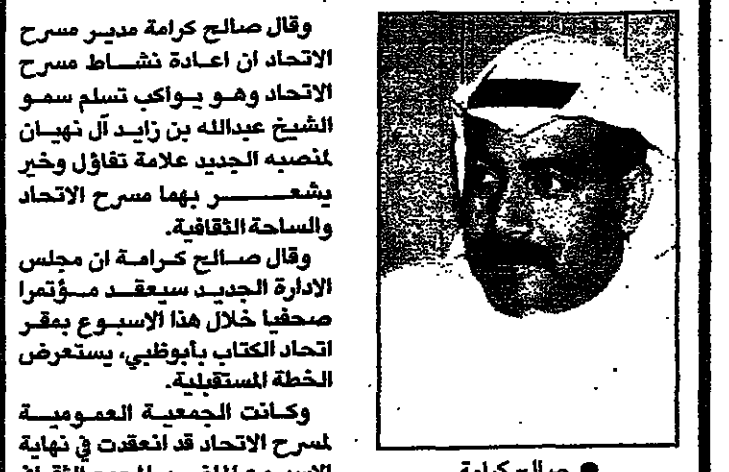 وقال صالح كرامة مدير مسرح
الاتحاد ان اعادة نشاط مسرح
الاتحاد وهو يواكب تسلم سمو
الشيخ عبدالله بن زايد آل نهيان
لمنصبه الجديد علامة تفاؤل وخير
يشعر بهما مسرح الاتحاد
والساحة الثقافية.
وقال صالح كرامة ان مجلس
الادارة الجديد سيعقد مؤتمرا
صحفيا خلال هذا الاسبوع بمقر
اتحاد الكتاب بأبوظبي، يستعرض
الخطة المستقبلية.
وكانت الجمعية العمومية
لمسرح الاتحاد قد انعقدت في نهاية
● صالح كرامة